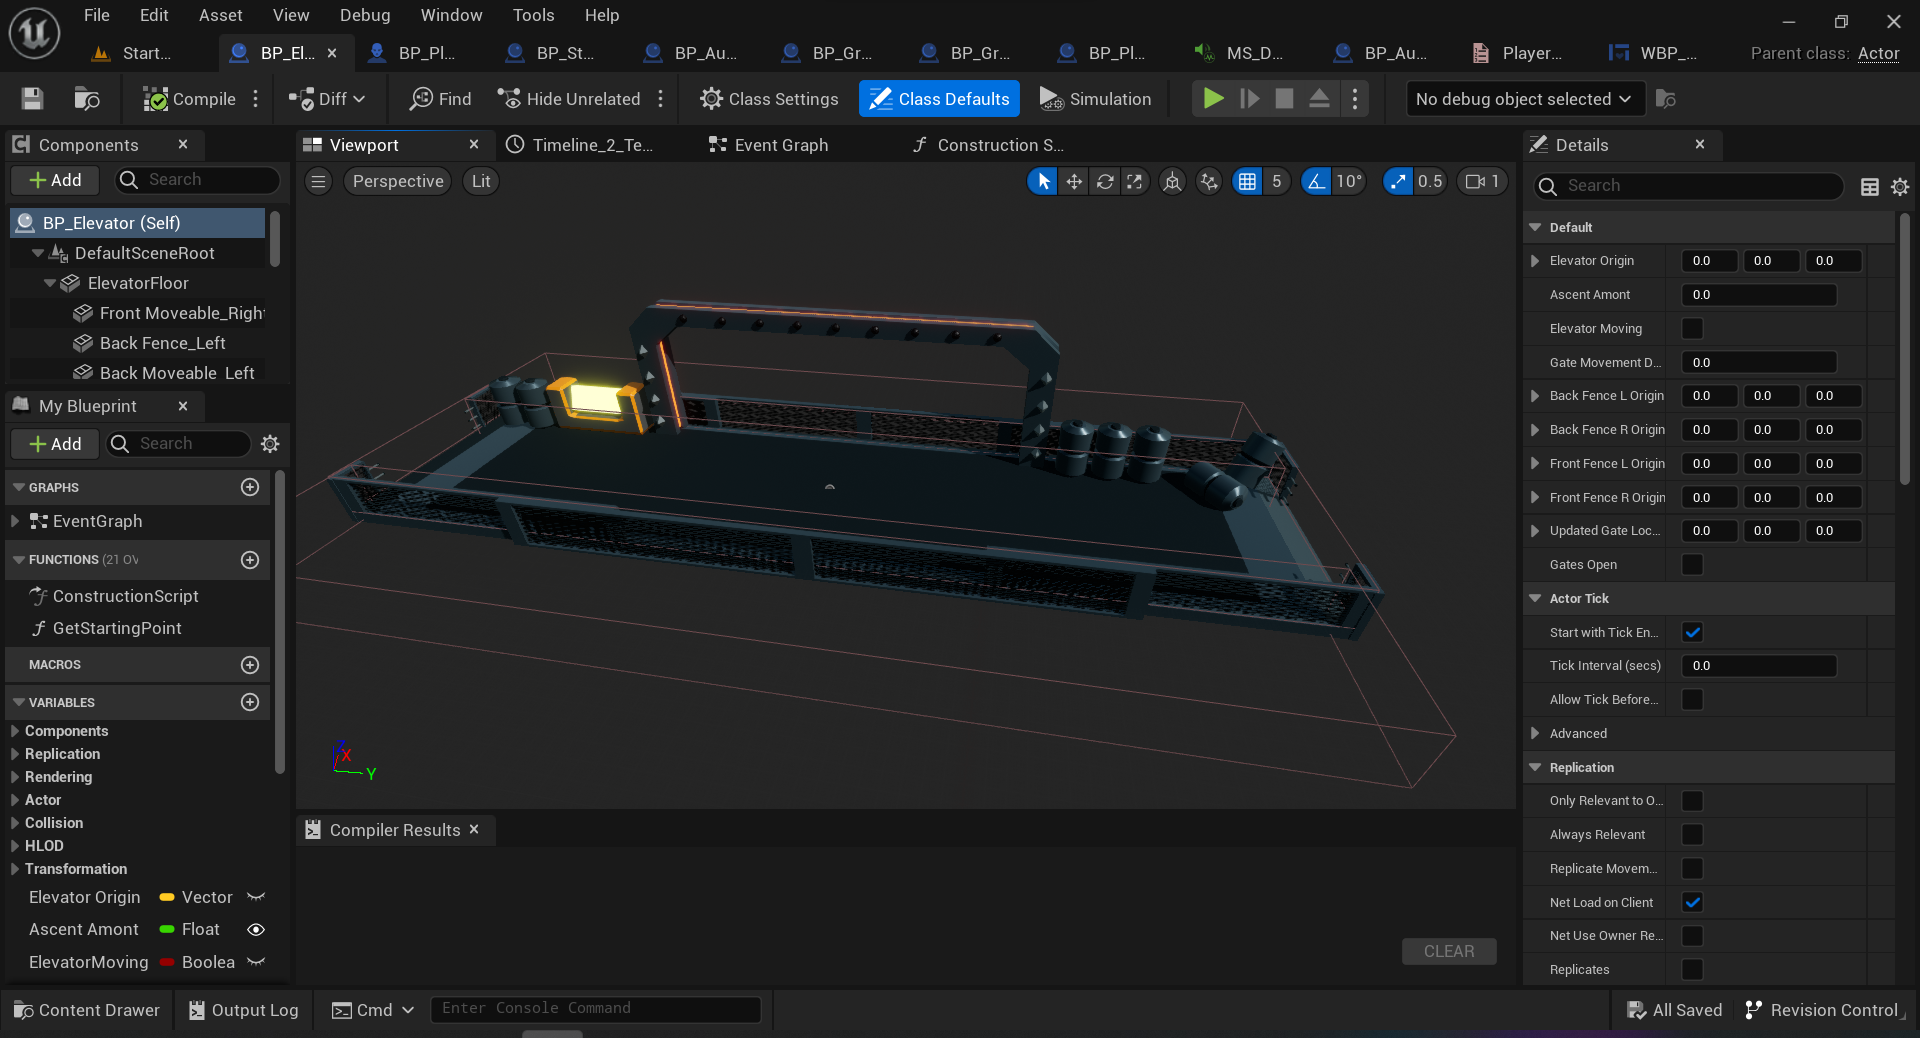 File Edit Asset View Debug Window Tools Help
Start... BP_El... BP_Pl... BP_St... BP_Au... BP_Gr... BP_Gr... BP_Pl... MS_D... BP_Au... Player... WBP_... Parent class: Actor
Compile Diff Find Hide Unrelated Class Settings Class Defaults Simulation No debug object selected
Components
Add Search
BP_Elevator (Self)
DefaultSceneRoot
ElevatorFloor
Front Moveable_Right
Back Fence_Left
Back Moveable_Left
My Blueprint
Add Search
GRAPHS
EventGraph
FUNCTIONS (21 OV
ConstructionScript
GetStartingPoint
MACROS
VARIABLES
Components
Replication
Rendering
Actor
Collision
HLOD
Transformation
Elevator Origin Vector
Ascent Amont Float
ElevatorMoving Boolea
Viewport Timeline_2_Te... Event Graph Construction S...
Perspective Lit 5 10° 0.5 1
Z
X
Y
Compiler Results
CLEAR
Details
Search
Default
Elevator Origin 0.0 0.0 0.0
Ascent Amont 0.0
Elevator Moving
Gate Movement D... 0.0
Back Fence L Origin 0.0 0.0 0.0
Back Fence R Origin 0.0 0.0 0.0
Front Fence L Origin 0.0 0.0 0.0
Front Fence R Origin 0.0 0.0 0.0
Updated Gate Loc... 0.0 0.0 0.0
Gates Open
Actor Tick
Start with Tick En...
Tick Interval (secs) 0.0
Allow Tick Before...
Advanced
Replication
Only Relevant to O...
Always Relevant
Replicate Movem...
Net Load on Client
Net Use Owner Re...
Replicates
Content Drawer Output Log Cmd Enter Console Command All Saved Revision Control